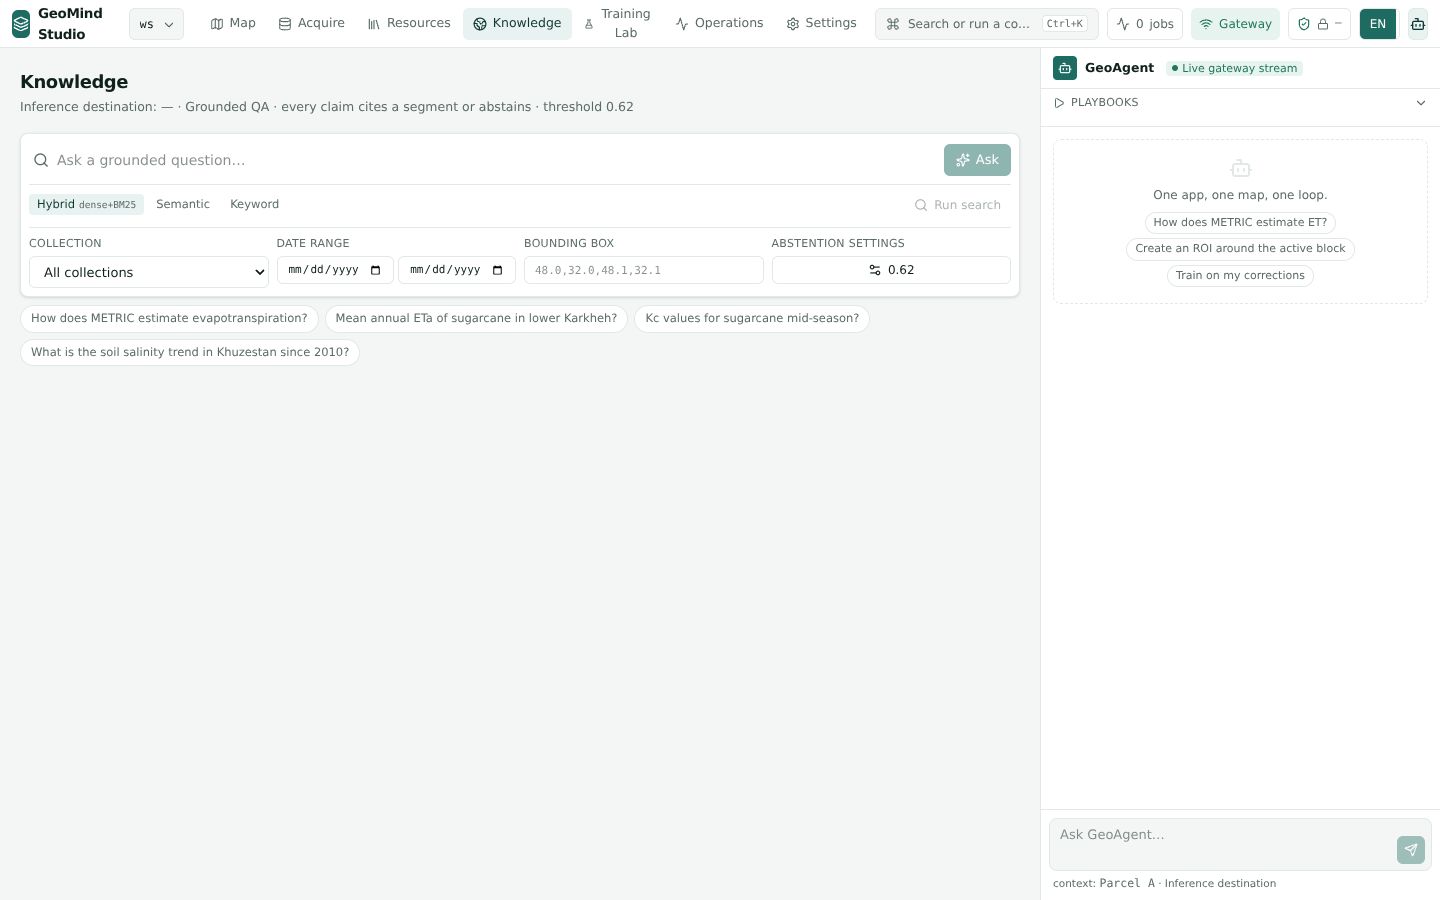 GeoMind Studio
ws
Map
Acquire
Resources
Knowledge
Training Lab
Operations
Settings
Search or run a co...
Ctrl+K
0 jobs
Gateway
—
EN
Knowledge
Inference destination: — · Grounded QA · every claim cites a segment or abstains · threshold 0.62
Ask a grounded question...
Ask
Hybrid dense+BM25
Semantic
Keyword
Run search
COLLECTION
DATE RANGE
BOUNDING BOX
ABSTENTION SETTINGS
All collections
mm/dd/yyyy
mm/dd/yyyy
48.0,32.0,48.1,32.1
0.62
How does METRIC estimate evapotranspiration?
Mean annual ETa of sugarcane in lower Karkheh?
Kc values for sugarcane mid-season?
What is the soil salinity trend in Khuzestan since 2010?
GeoAgent
Live gateway stream
PLAYBOOKS
One app, one map, one loop.
How does METRIC estimate ET?
Create an ROI around the active block
Train on my corrections
Ask GeoAgent...
context: Parcel A · Inference destination